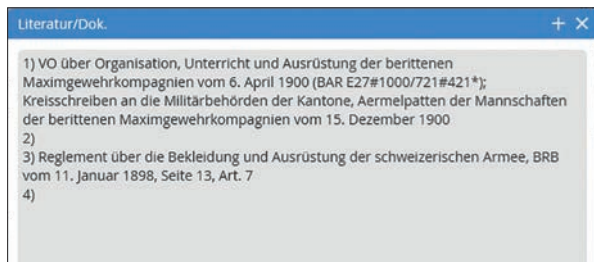 Literatur/Dok.
1) VO über Organisation, Unterricht und Ausrüstung der berittenen
Maximgewehrkompagnien vom 6. April 1900 (BAR E27#1000/721#421*);
Kreisschreiben an die Militärbehörden der Kantone, Aermelpatten der Mannschaften
der berittenen Maximgewehrkompagnien vom 15. Dezember 1900
2)
3) Reglement über die Bekleidung und Ausrüstung der schweizerischen Armee, BRB
vom 11. Januar 1898, Seite 13, Art. 7
4)